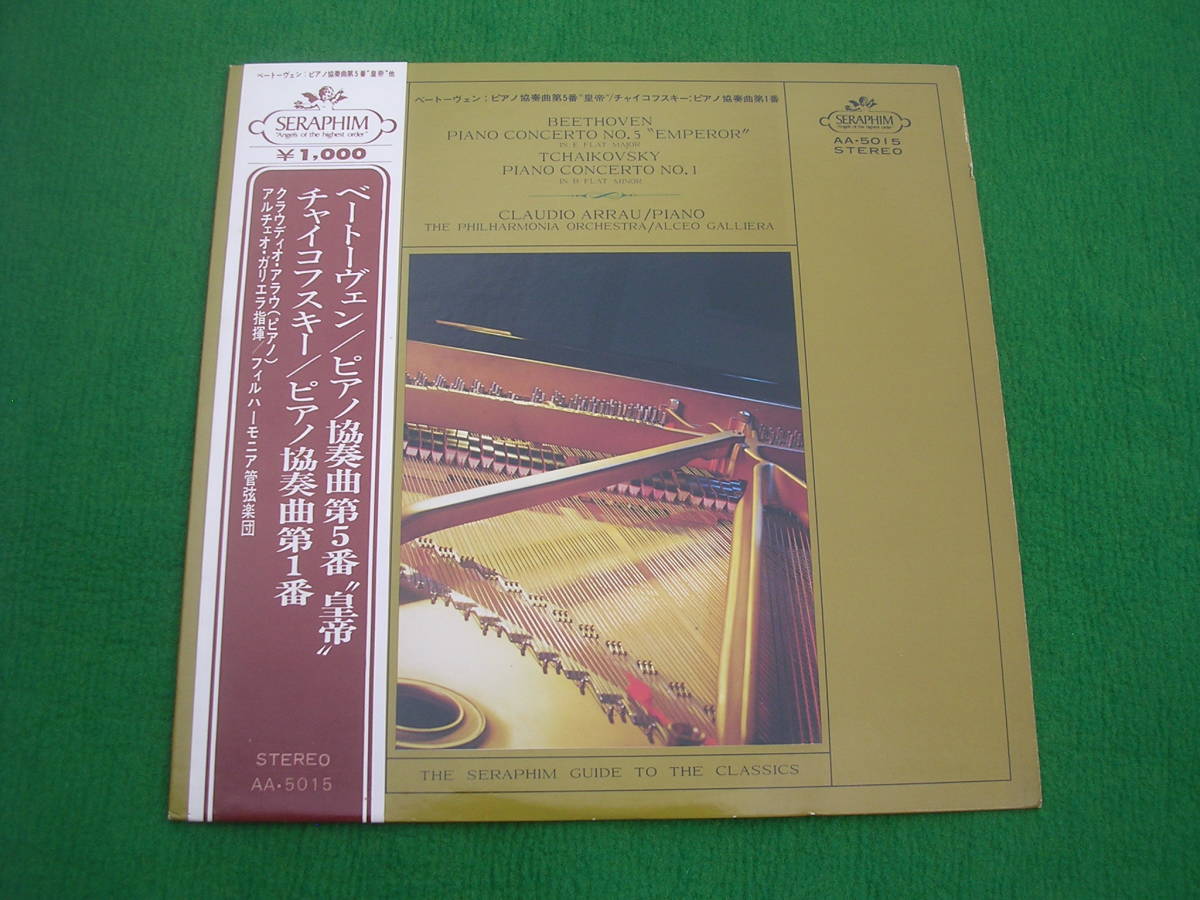 ベートーヴェン:ピアノ協奏曲第5番“皇帝”他
SERAPHIM
"Angels of the highest order"
¥1,000
ベートーヴェン/ピアノ協奏曲第5番“皇帝”
チャイコフスキー/ピアノ協奏曲第1番
クラウディオ・アラウ(ピアノ)
アルチェオ・ガリエラ指揮/フィルハーモニア管弦楽団
STEREO
AA・5015
ベートーヴェン:ピアノ協奏曲第5番“皇帝”/チャイコフスキー:ピアノ協奏曲第1番
BEETHOVEN
PIANO CONCERTO NO.5 “EMPEROR”
IN E FLAT MAJOR
TCHAIKOVSKY
PIANO CONCERTO NO.1
IN B FLAT MINOR
CLAUDIO ARRAU/PIANO
THE PHILHARMONIA ORCHESTRA/ALCEO GALLIERA
SERAPHIM
"Angels of the highest order"
AA-5015
STEREO
THE SERAPHIM GUIDE TO THE CLASSICS